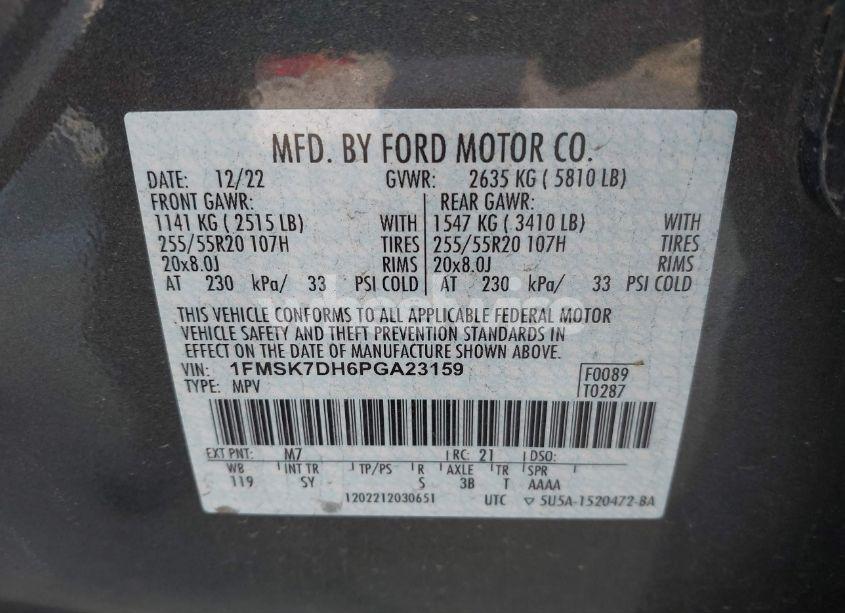 MFD. BY FORD MOTOR CO.
DATE: 12/22 GVWR: 2635 KG ( 5810 LB)
FRONT GAWR: REAR GAWR:
1141 KG ( 2515 LB) WITH 1547 KG ( 3410 LB) WITH
255/55R20 107H TIRES 255/55R20 107H TIRES
20x8.0J RIMS 20x8.0J RIMS
AT 230 kPa/ 33 PSI COLD AT 230 kPa/ 33 PSI COLD
THIS VEHICLE CONFORMS TO ALL APPLICABLE FEDERAL MOTOR
VEHICLE SAFETY AND THEFT PREVENTION STANDARDS IN
EFFECT ON THE DATE OF MANUFACTURE SHOWN ABOVE.
VIN: 1FMSK7DH6PGA23159 F0089
TYPE: MPV T0287
EXT PNT: M7 RC: 21 DSO:
WB INT TR TP/PS R AXLE TR SPR
119 SY S 3B T AAAA
1202212030651 UTC ▽ 5U5A-1520472-BA